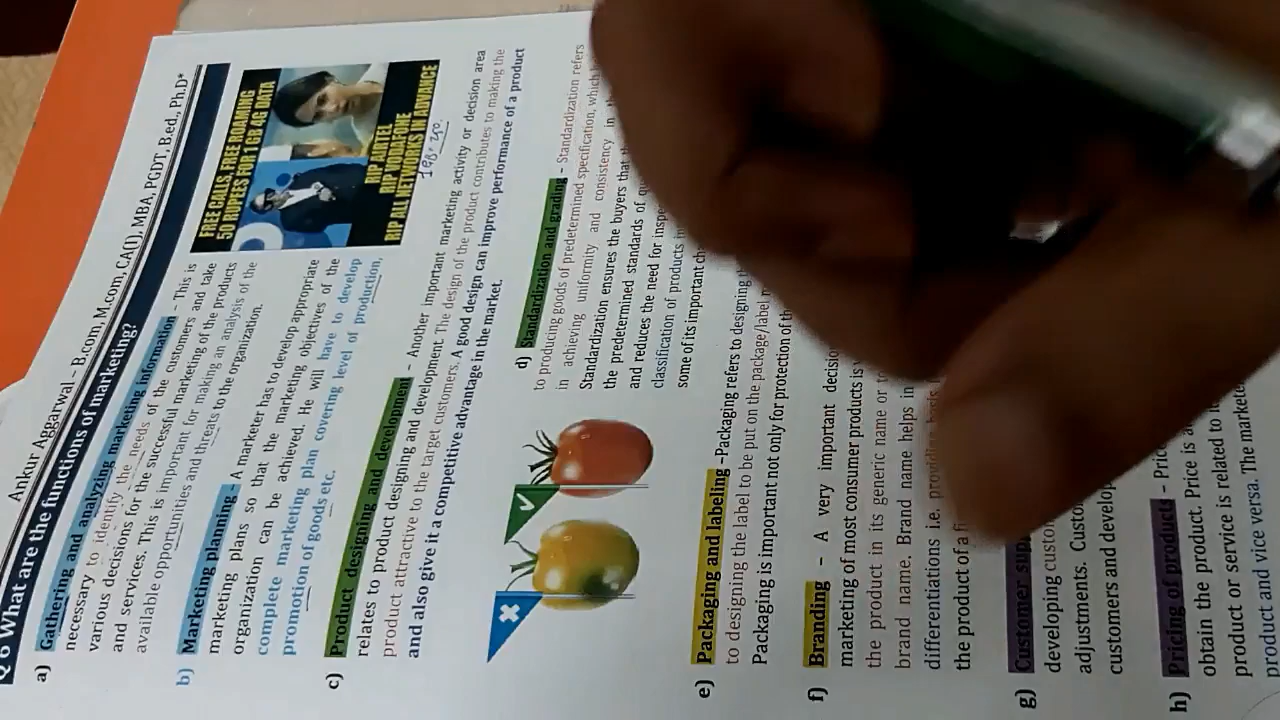 Ankur Aggarwal - B.com, M.com, CA(I), MBA, PGDT, B.ed., Ph.D*
Q 6 What are the functions of marketing?
a) Gathering and analyzing marketing information - This is
necessary to identify the needs of the customers and take
various decisions for the successful marketing of the products
and services. This is important for making an analysis of the
available opportunities and threats to the organization.
FREE CALLS, FREE ROAMING
50 RUPEES FOR 1 GB 4G DATA
RIP AIRTEL
RIP VODAFONE
RIP ALL NETWORKS IN ADVANCE
b) Marketing planning - A marketer has to develop appropriate
marketing plans so that the marketing objectives of the
organization can be achieved. He will have to develop
complete marketing plan covering level of production,
promotion of goods etc.
c) Product designing and development - Another important marketing activity or decision area
relates to product designing and development. The design of the product contributes to making the
product attractive to the target customers. A good design can improve performance of a product
and also give it a competitive advantage in the market.
d) Standardization and grading - Standardization refers
to producing goods of predetermined specification, which
in achieving uniformity and consistency in
Standardization ensures the buyers that
the predetermined standards of
and reduces the need for
classification of products
some of its important
e) Packaging and labeling -Packaging refers to designing
to designing the label to be put on the package/label
Packaging is important not only for protection of
f) Branding - A very important
marketing of most consumer products is
the product in its generic name or
brand name. Brand name helps in
differentiations i.e. providing basis
the product of a
g) Customer
developing
adjustments.
customers and
h) Pricing of products -
obtain the product. Price is
product or service is related to
product and vice versa. The